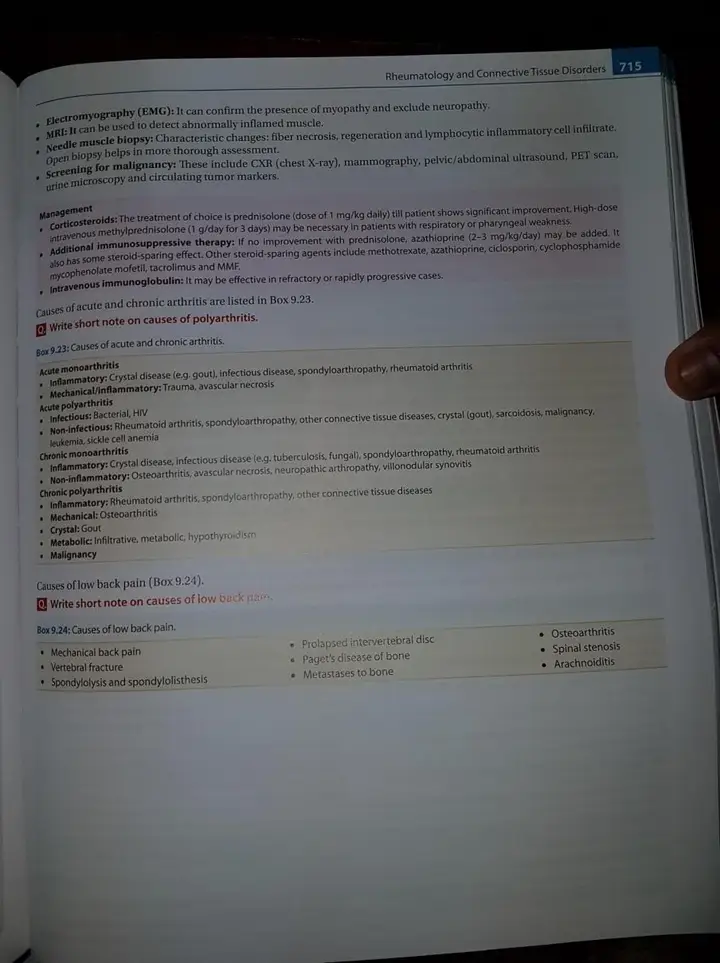 Rheumatology and Connective Tissue Disorders 715
• Electromyography (EMG): It can confirm the presence of myopathy and exclude neuropathy.
• MRI: It can be used to detect abnormally inflamed muscle.
• Needle muscle biopsy: Characteristic changes: fiber necrosis, regeneration and lymphocytic inflammatory cell infiltrate.
Open biopsy helps in more thorough assessment.
• Screening for malignancy: These include CXR (chest X-ray), mammography, pelvic/abdominal ultrasound, PET scan,
urine microscopy and circulating tumor markers.
Management
• Corticosteroids: The treatment of choice is prednisolone (dose of 1 mg/kg daily) till patient shows significant improvement. High-dose
intravenous methylprednisolone (1 g/day for 3 days) may be necessary in patients with respiratory or pharyngeal weakness.
• Additional immunosuppressive therapy: If no improvement with prednisolone, azathioprine (2–3 mg/kg/day) may be added. It
also has some steroid-sparing effect. Other steroid-sparing agents include methotrexate, azathioprine, ciclosporin, cyclophosphamide
mycophenolate mofetil, tacrolimus and MMF.
• Intravenous immunoglobulin: It may be effective in refractory or rapidly progressive cases.
Causes of acute and chronic arthritis are listed in Box 9.23.
Q. Write short note on causes of polyarthritis.
Box 9.23: Causes of acute and chronic arthritis.
Acute monoarthritis
• Inflammatory: Crystal disease (e.g. gout), infectious disease, spondyloarthropathy, rheumatoid arthritis
• Mechanical/inflammatory: Trauma, avascular necrosis
Acute polyarthritis
• Infectious: Bacterial, HIV
• Non-infectious: Rheumatoid arthritis, spondyloarthropathy, other connective tissue diseases, crystal (gout), sarcoidosis, malignancy,
leukemia, sickle cell anemia
Chronic monoarthritis
• Inflammatory: Crystal disease, infectious disease (e.g. tuberculosis, fungal), spondyloarthropathy, rheumatoid arthritis
• Non-inflammatory: Osteoarthritis, avascular necrosis, neuropathic arthropathy, villonodular synovitis
Chronic polyarthritis
• Inflammatory: Rheumatoid arthritis, spondyloarthropathy, other connective tissue diseases
• Mechanical: Osteoarthritis
• Crystal: Gout
• Metabolic: Infiltrative, metabolic, hypothyroidism
• Malignancy
Causes of low back pain (Box 9.24).
Q. Write short note on causes of low back pain.
Box 9.24: Causes of low back pain.
• Mechanical back pain
• Vertebral fracture
• Spondylolysis and spondylolisthesis
• Prolapsed intervertebral disc
• Paget's disease of bone
• Metastases to bone
• Osteoarthritis
• Spinal stenosis
• Arachnoiditis